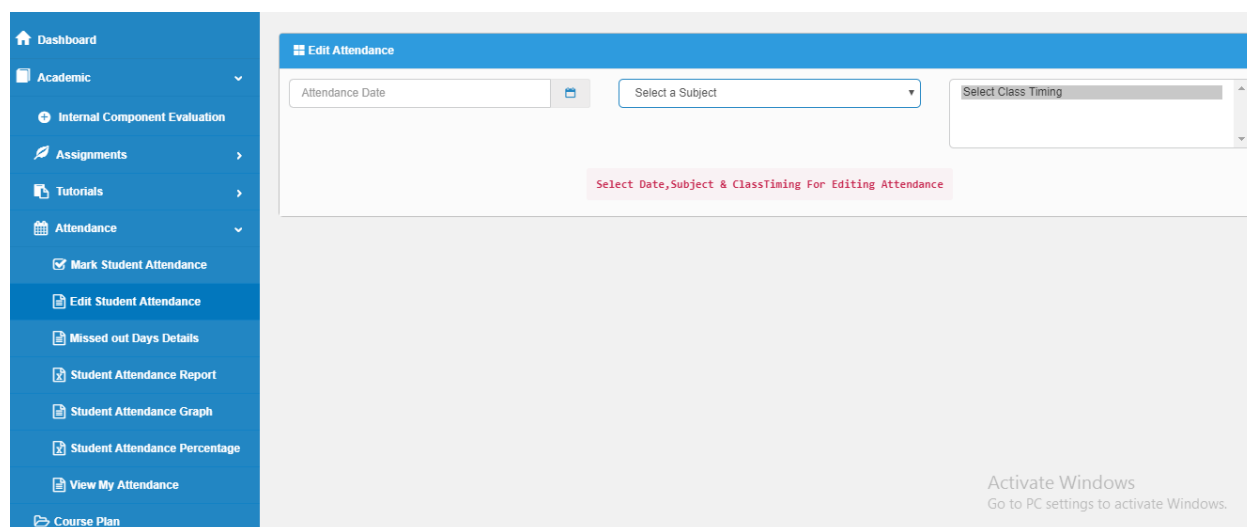 Dashboard
Academic
Internal Component Evaluation
Assignments
Tutorials
Attendance
Mark Student Attendance
Edit Student Attendance
Missed out Days Details
Student Attendance Report
Student Attendance Graph
Student Attendance Percentage
View My Attendance
Course Plan
Edit Attendance
Attendance Date
Select a Subject
Select Class Timing
Select Date,Subject & ClassTiming For Editing Attendance
Activate Windows
Go to PC settings to activate Windows.